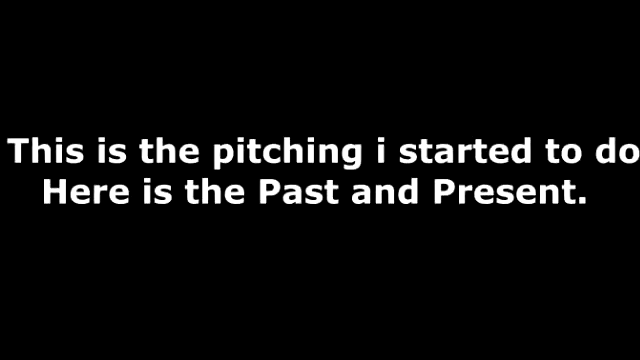 This is the pitching i started to do
Here is the Past and Present.